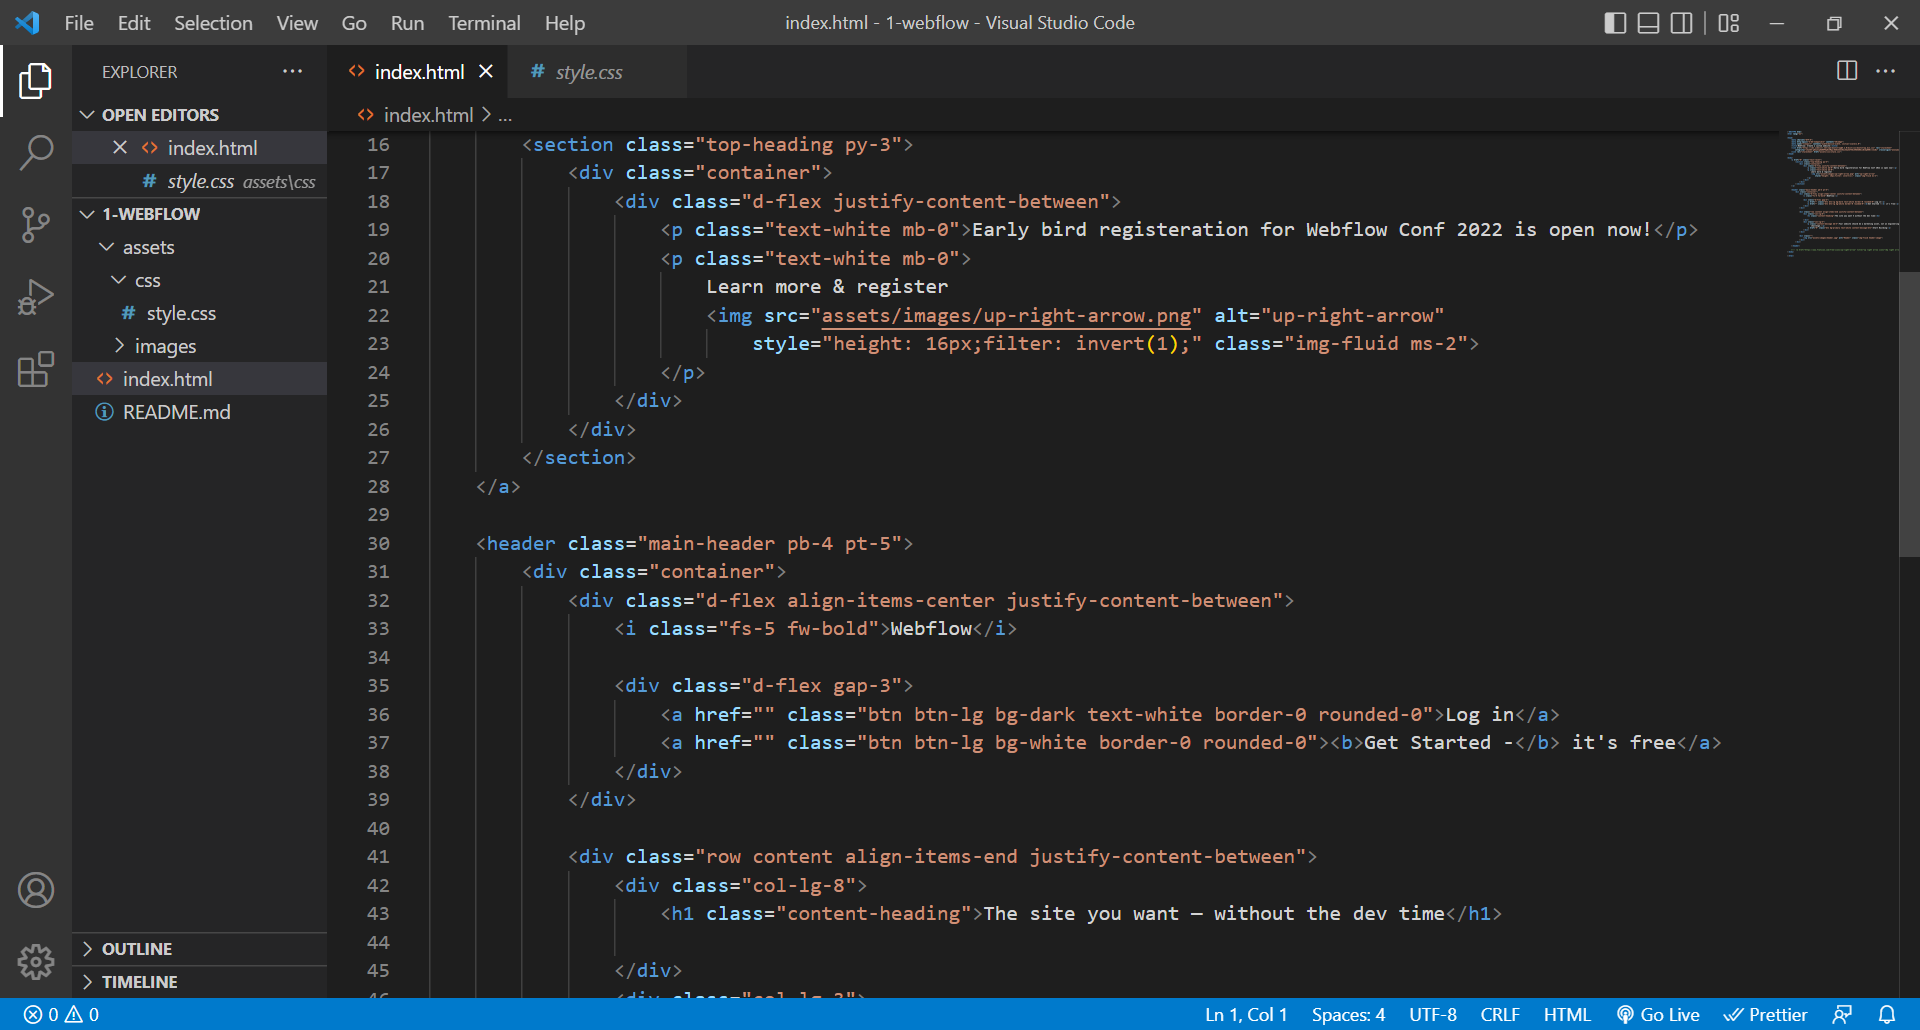 File Edit Selection View Go Run Terminal Help
index.html - 1-webflow - Visual Studio Code
EXPLORER
OPEN EDITORS
index.html
style.css assets\css
1-WEBFLOW
assets
css
style.css
images
index.html
README.md
OUTLINE
TIMELINE
index.html
style.css
index.html > ...
16 <section class="top-heading py-3">
17 <div class="container">
18 <div class="d-flex justify-content-between">
19 <p class="text-white mb-0">Early bird registeration for Webflow Conf 2022 is open now!</p>
20 <p class="text-white mb-0">
21 Learn more & register
22 <img src="assets/images/up-right-arrow.png" alt="up-right-arrow"
23 style="height: 16px;filter: invert(1);" class="img-fluid ms-2">
24 </p>
25 </div>
26 </div>
27 </section>
28 </a>
29
30 <header class="main-header pb-4 pt-5">
31 <div class="container">
32 <div class="d-flex align-items-center justify-content-between">
33 <i class="fs-5 fw-bold">Webflow</i>
34
35 <div class="d-flex gap-3">
36 <a href="" class="btn btn-lg bg-dark text-white border-0 rounded-0">Log in</a>
37 <a href="" class="btn btn-lg bg-white border-0 rounded-0"><b>Get Started -</b> it's free</a>
38 </div>
39 </div>
40
41 <div class="row content align-items-end justify-content-between">
42 <div class="col-lg-8">
43 <h1 class="content-heading">The site you want — without the dev time</h1>
44
45 </div>
46 <div class="col-lg-3">
0 0
Ln 1, Col 1 Spaces: 4 UTF-8 CRLF HTML Go Live Prettier